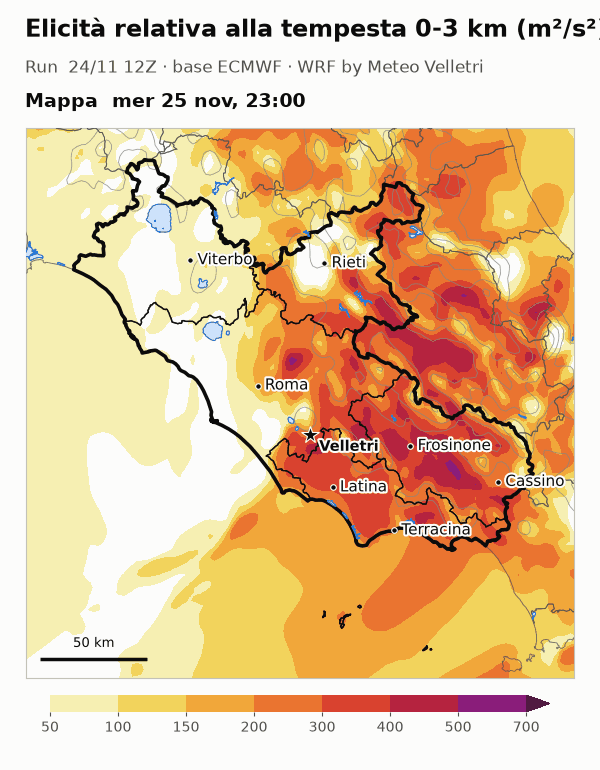 Elicità relativa alla tempesta 0-3 km (m²/s²)
Run  24/11 12Z · base ECMWF · WRF by Meteo Velletri
Mappa  mer 25 nov, 23:00
Viterbo
Rieti
Roma
Velletri
Frosinone
Cassino
Latina
Terracina
50 km
50 100 150 200 300 400 500 700